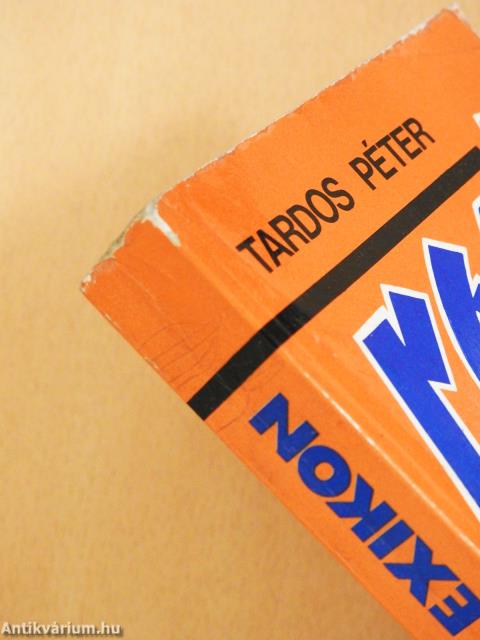 TARDOS PÉTER
EXIKON
Antikvárium.hu